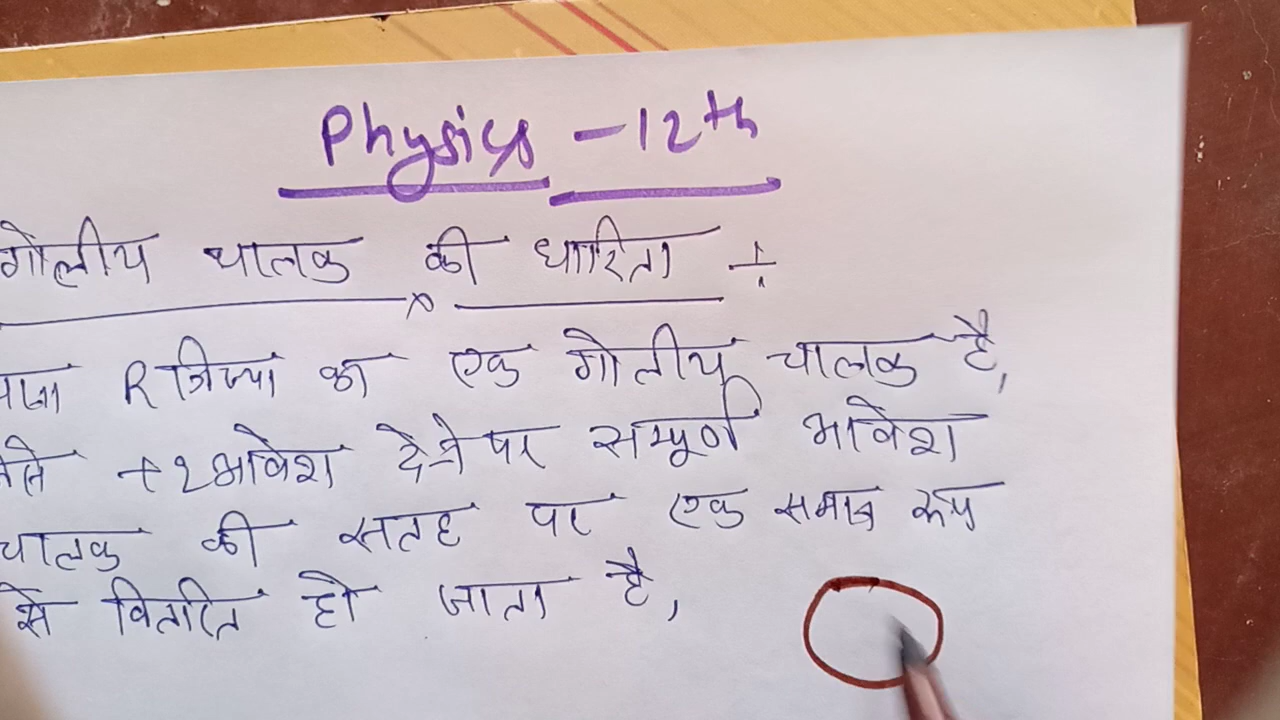 Physics - 12th
गोलीय चालक की धारिता ÷
माना R त्रिज्या का एक गोलीय चालक है,
+q आवेश देने पर सम्पूर्ण आवेश
चालक की सतह पर एक समान रूप
से वितरित हो जाता है,